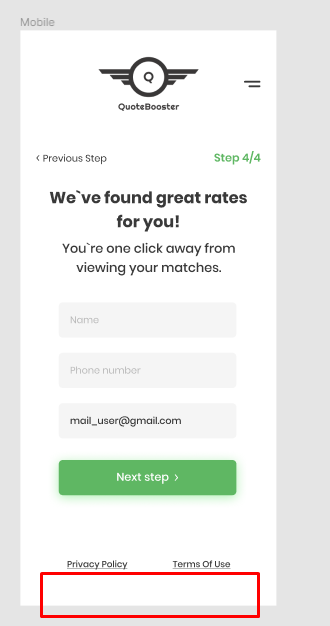 Mobile
Q
QuoteBooster
‹ Previous Step
Step 4/4
We`ve found great rates
for you!
You`re one click away from
viewing your matches.
Name
Phone number
mail_user@gmail.com
Next step ›
Privacy Policy
Terms Of Use